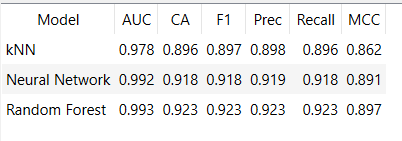 Model AUC CA F1 Prec Recall MCC
kNN 0.978 0.896 0.897 0.898 0.896 0.862
Neural Network 0.992 0.918 0.918 0.919 0.918 0.891
Random Forest 0.993 0.923 0.923 0.923 0.923 0.897